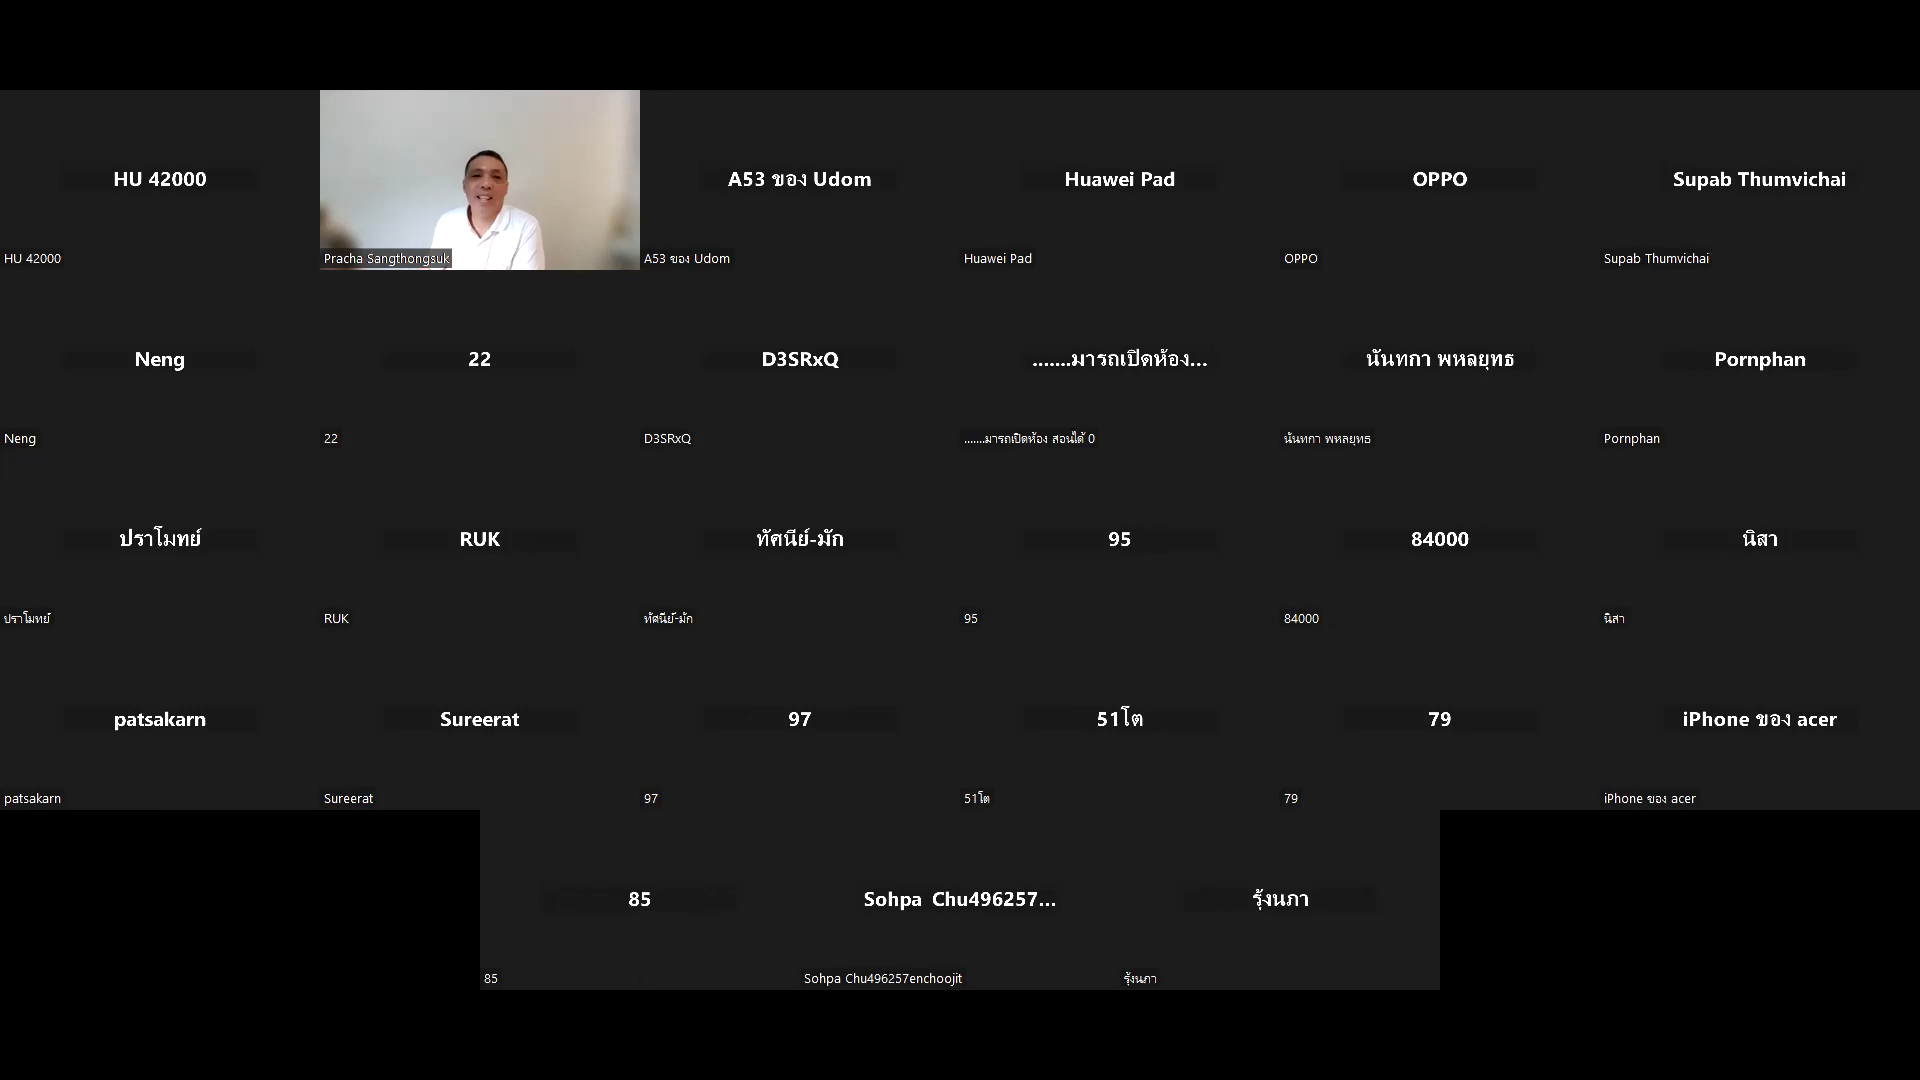 HU 42000
A53 ของ Udom
Huawei Pad
OPPO
Supab Thumvichai
HU 42000
Pracha Sangthongsuk
A53 ของ Udom
Huawei Pad
OPPO
Supab Thumvichai
Neng
22
D3SRxQ
.......มารถเปิดห้อง...
นันทกา พหลยุทธ
Pornphan
Neng
22
D3SRxQ
.......มารถเปิดห้อง สอนได้ 0
นันทกา พหลยุทธ
Pornphan
ปราโมทย์
RUK
ทัศนีย์-มัก
95
84000
นิสา
ปราโมทย์
RUK
ทัศนีย์-มัก
95
84000
นิสา
patsakarn
Sureerat
97
51โต
79
iPhone ของ acer
patsakarn
Sureerat
97
51โต
79
iPhone ของ acer
85
Sohpa Chu496257...
รุ้งนภา
85
Sohpa Chu496257enchoojit
รุ้งนภา